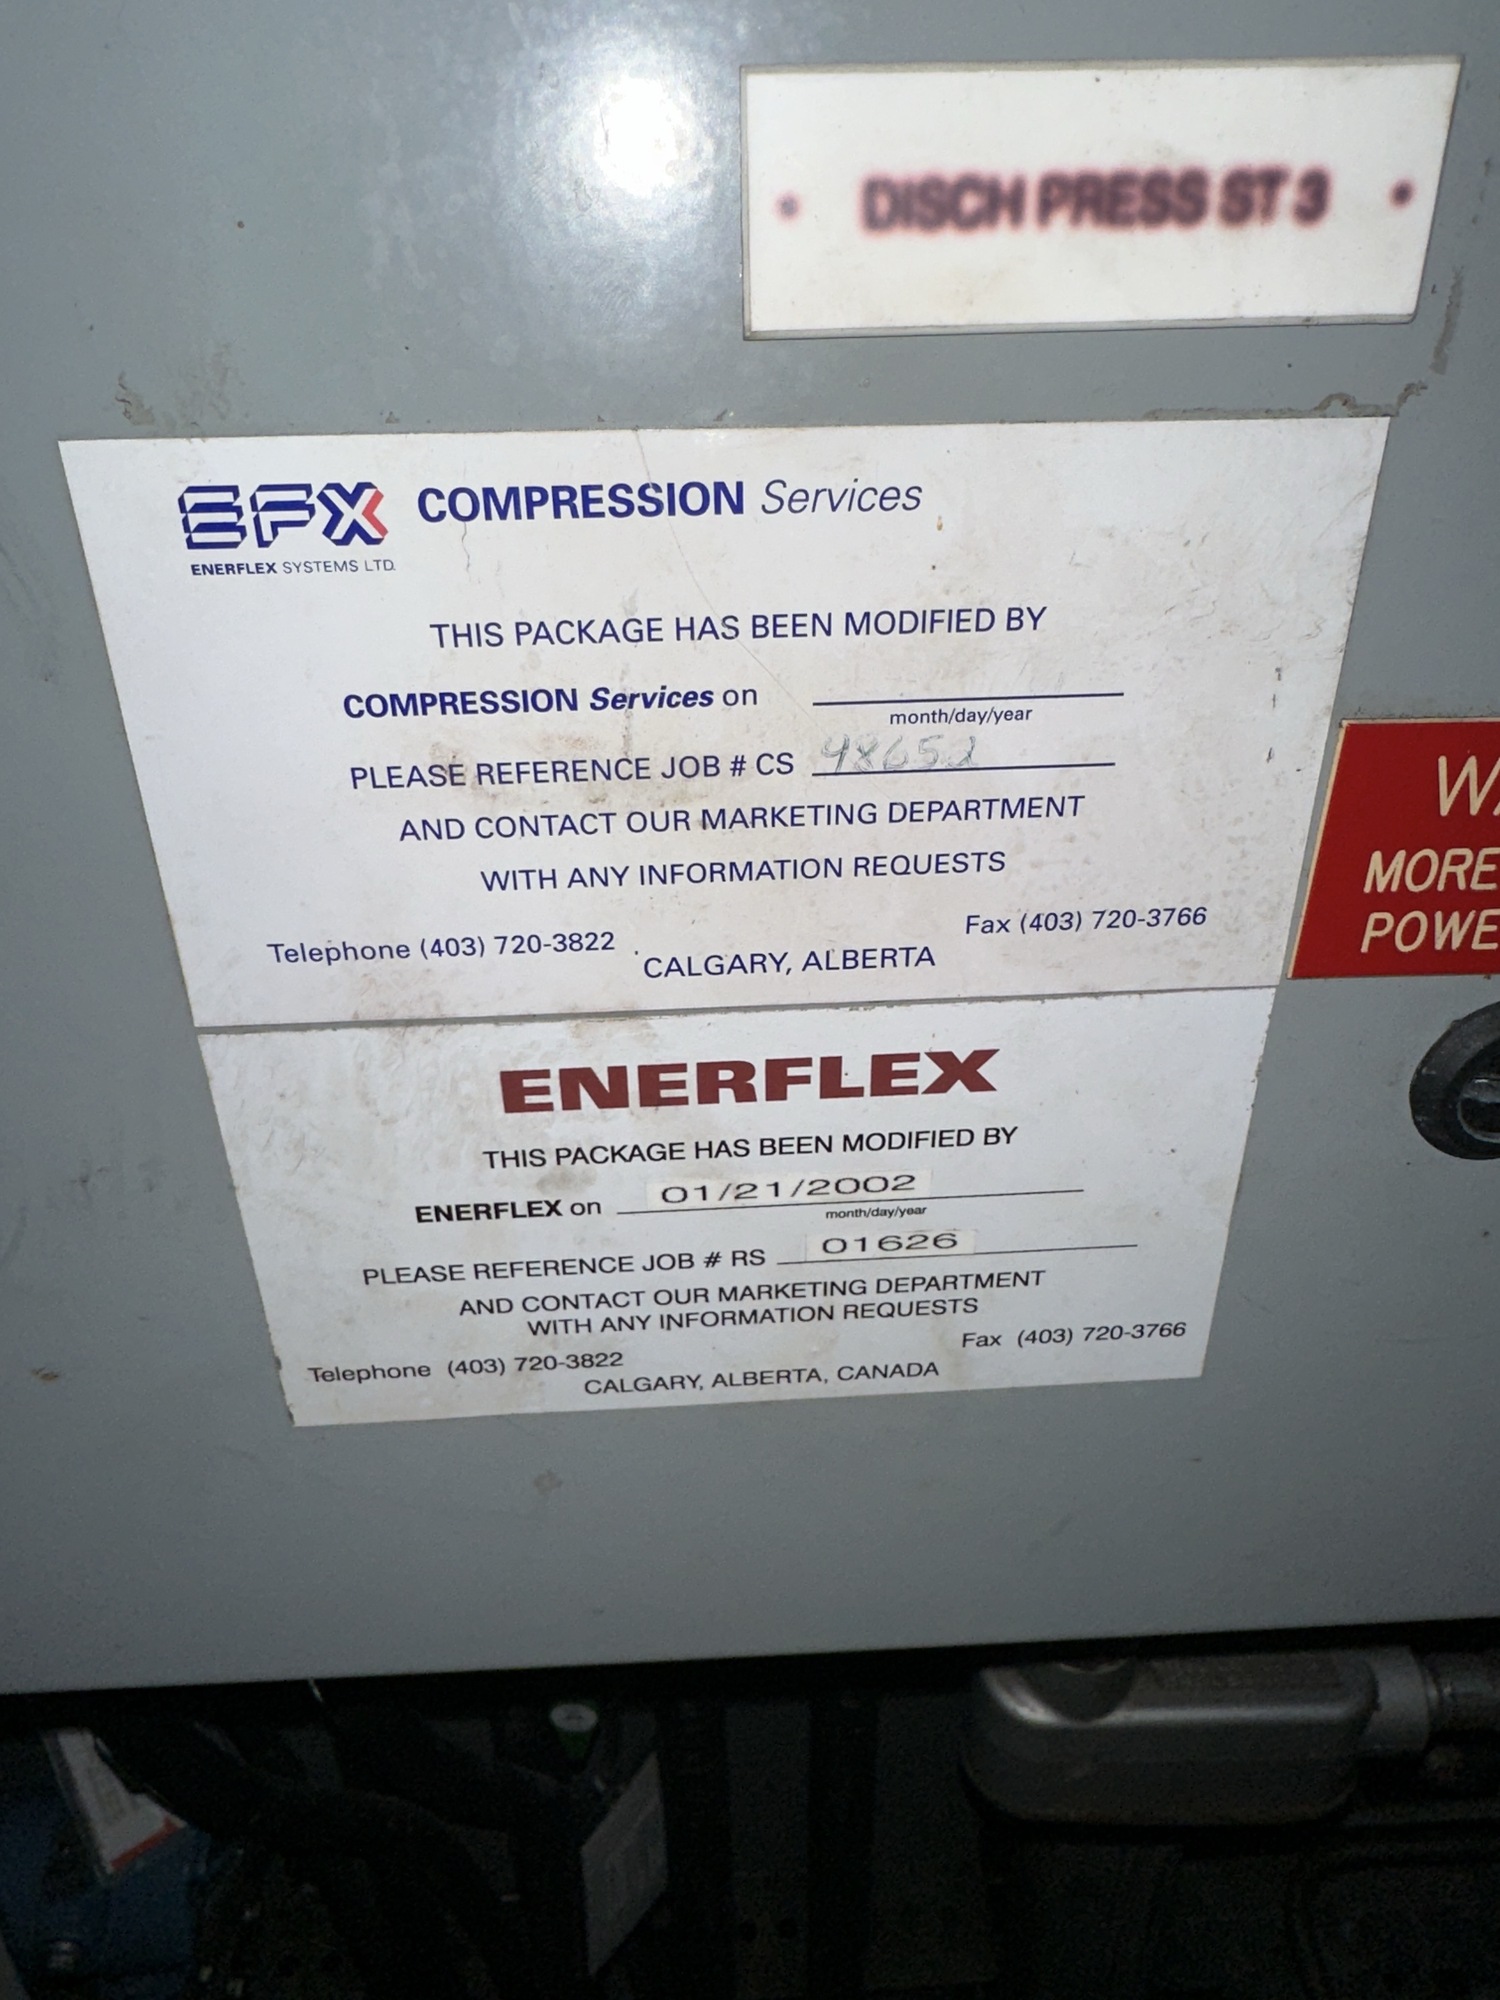 DISCH PRESS ST 3
EFX COMPRESSION Services
ENERFLEX SYSTEMS LTD.
THIS PACKAGE HAS BEEN MODIFIED BY
COMPRESSION Services on
month/day/year
PLEASE REFERENCE JOB # CS 98652
AND CONTACT OUR MARKETING DEPARTMENT
WITH ANY INFORMATION REQUESTS
Telephone (403) 720-3822 Fax (403) 720-3766
CALGARY, ALBERTA
MORE
ENERFLEX
THIS PACKAGE HAS BEEN MODIFIED BY
ENERFLEX on 01/21/2002
month/day/year
PLEASE REFERENCE JOB # RS 01626
AND CONTACT OUR MARKETING DEPARTMENT
WITH ANY INFORMATION REQUESTS
Telephone (403) 720-3822 Fax (403) 720-3766
CALGARY, ALBERTA, CANADA